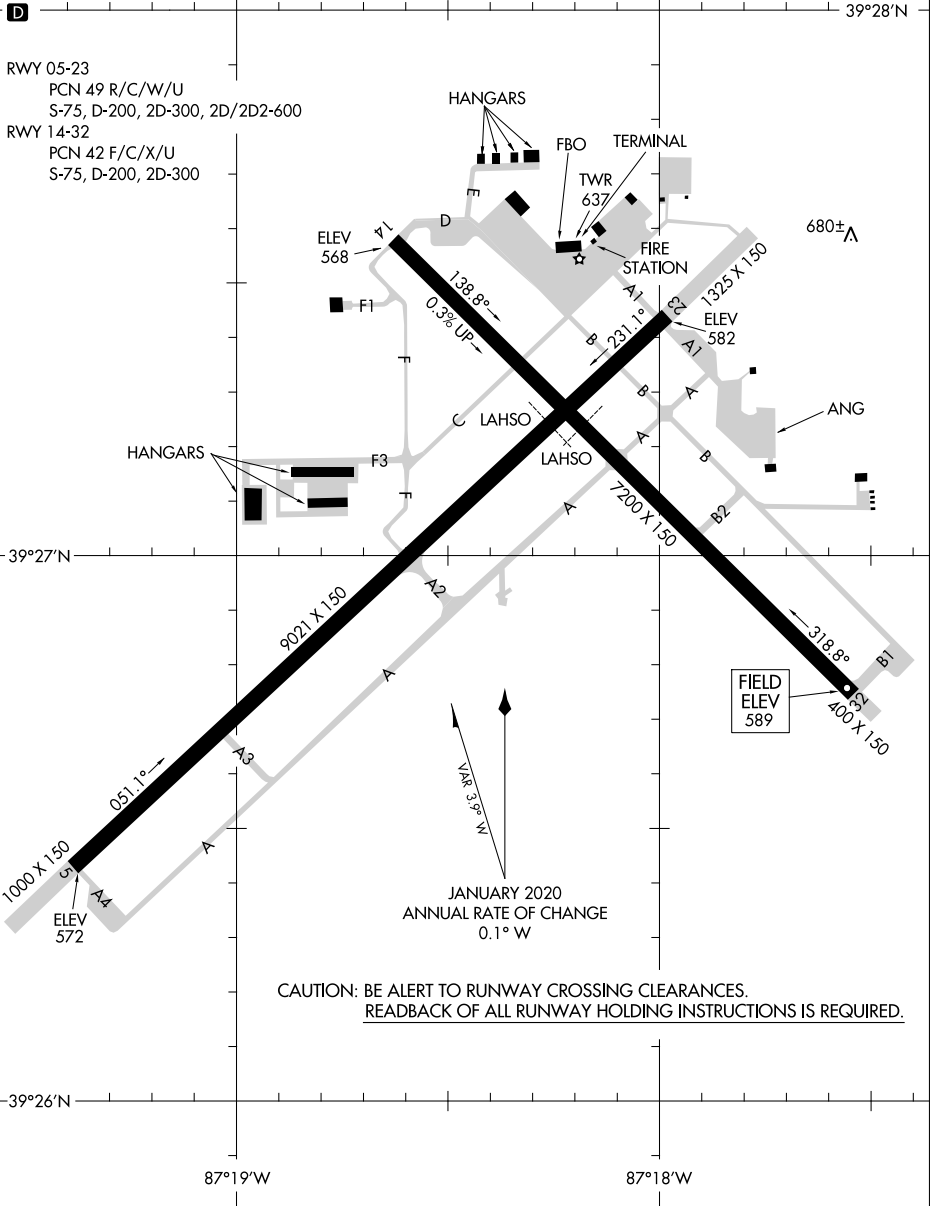 D
39°28'N
RWY 05-23
PCN 49 R/C/W/U
S-75, D-200, 2D-300, 2D/2D2-600
RWY 14-32
PCN 42 F/C/X/U
S-75, D-200, 2D-300
HANGARS
FBO
TERMINAL
TWR
637
E
D
14
ELEV
568
680±
FIRE
STATION
138.8°
0.3% UP
F1
A1
1325 X 150
23
ELEV
582
231.1°
B
A1
F
B
A
C
LAHSO
LAHSO
A
ANG
HANGARS
F3
B
F
7200 X 150
A
B2
39°27'N
A2
9021 X 150
318.8°
B1
A
FIELD
ELEV
589
32
400 X 150
A3
VAR 3.9° W
051.1°
A
1000 X 150
5
A4
ELEV
572
JANUARY 2020
ANNUAL RATE OF CHANGE
0.1° W
CAUTION: BE ALERT TO RUNWAY CROSSING CLEARANCES.
READBACK OF ALL RUNWAY HOLDING INSTRUCTIONS IS REQUIRED.
39°26'N
87°19'W
87°18'W